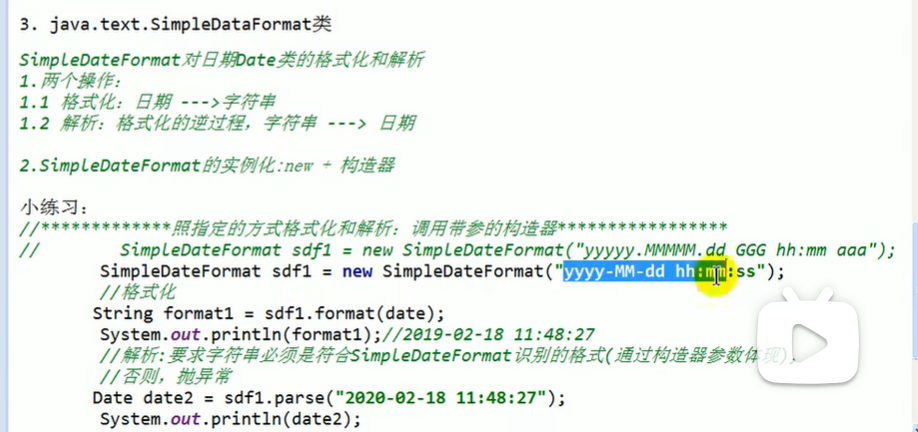 3. java.text.SimpleDataFormat类
SimpleDateFormat对日期Date类的格式化和解析
1.两个操作：
1.1 格式化：日期 --->字符串
1.2 解析：格式化的逆过程，字符串 ---> 日期
2.SimpleDateFormat的实例化:new + 构造器
小练习：
//*************照指定的方式格式化和解析：调用带参的构造器*****************
// SimpleDateFormat sdf1 = new SimpleDateFormat("yyyyy.MMMMM.dd GGG hh:mm aaa");
SimpleDateFormat sdf1 = new SimpleDateFormat("yyyy-MM-dd hh:mm:ss");
//格式化
String format1 = sdf1.format(date);
System.out.println(format1);//2019-02-18 11:48:27
//解析:要求字符串必须是符合SimpleDateFormat识别的格式(通过构造器参数体现),
//否则，抛异常
Date date2 = sdf1.parse("2020-02-18 11:48:27");
System.out.println(date2);